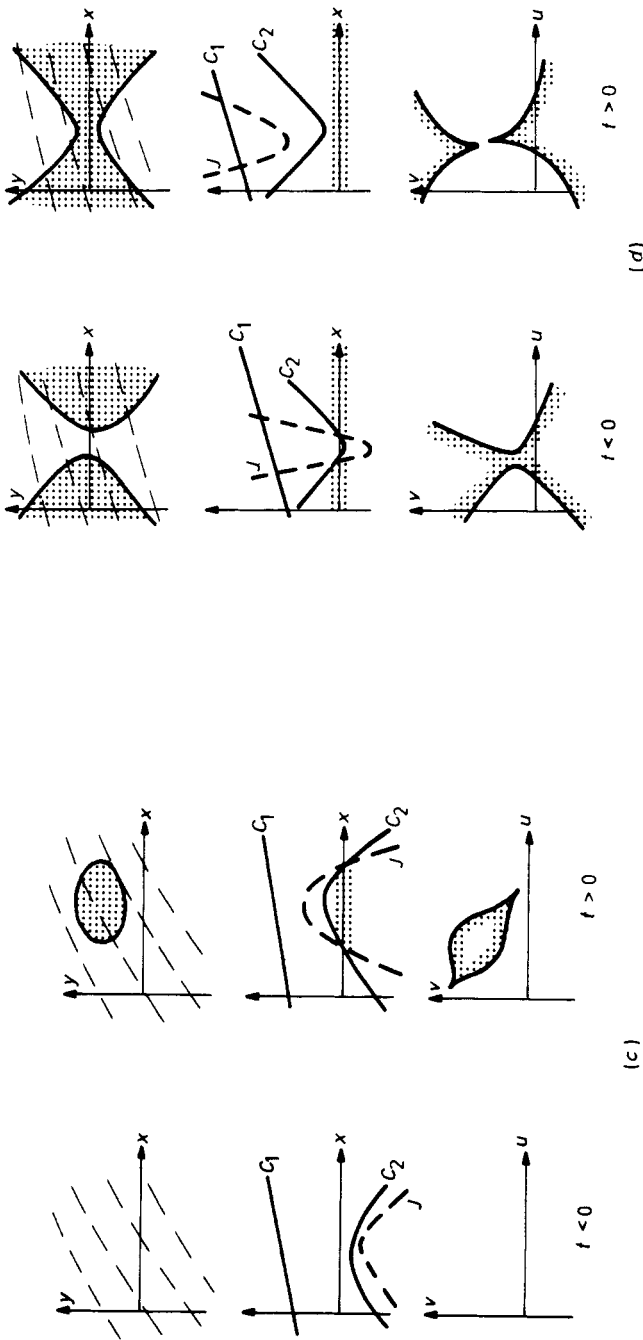 y y y y
x x x x
C₁ C₁ C₁ C₁
J J C₂ C₂
x x x x
C₂ C₂
J J
v v v v
u u u u
t < 0 t > 0 t < 0 t > 0
(c) (d)